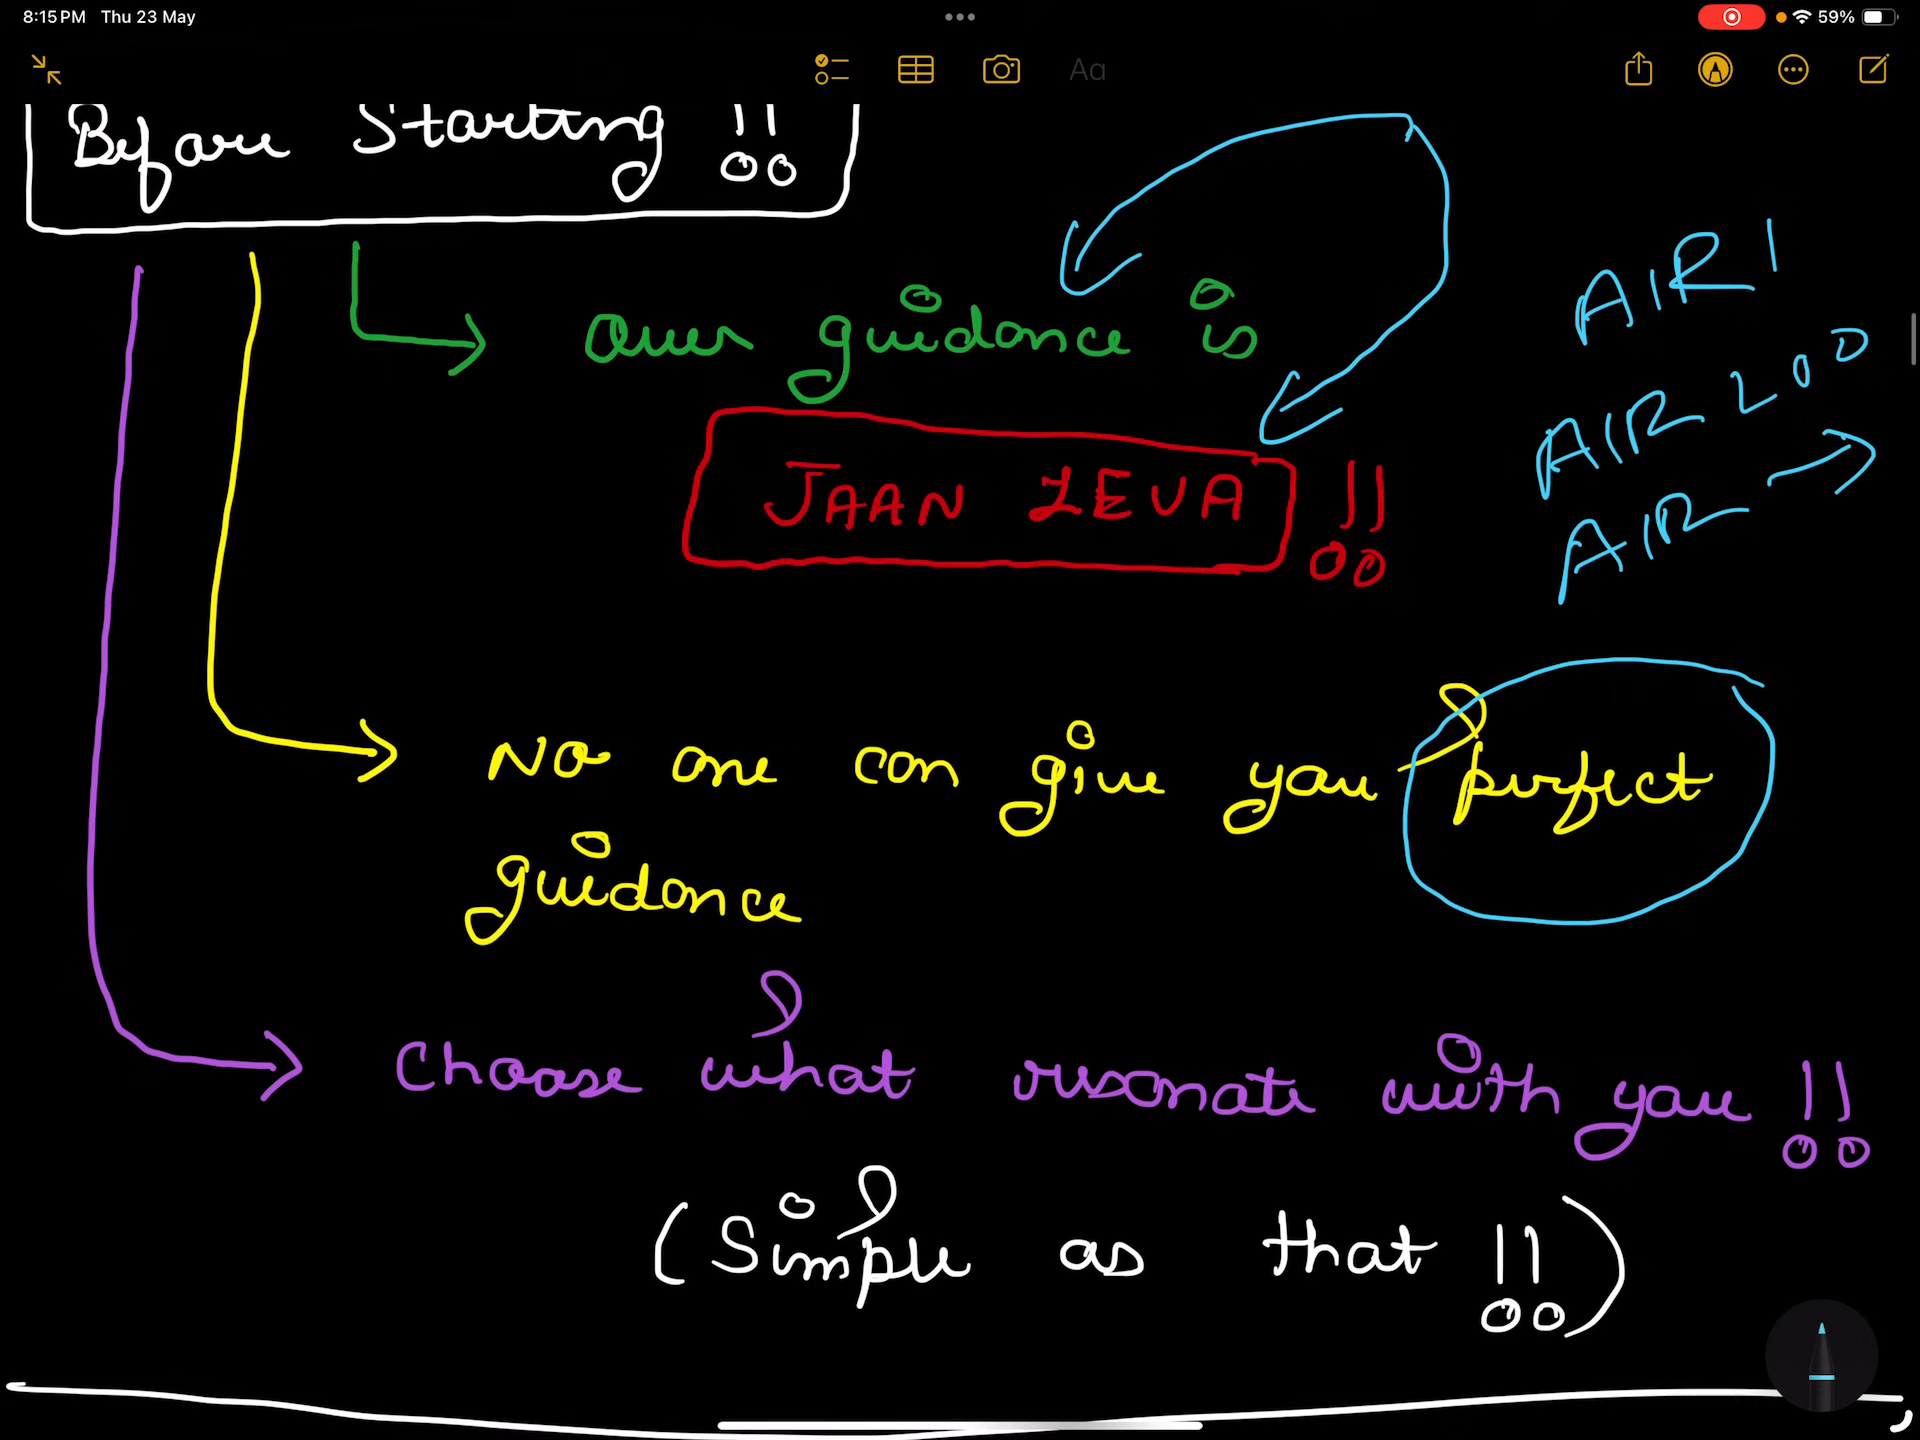 8:15 PM Thu 23 May
59%
Aa
Before Starting !!
Over guidance is
JAAN LEVA !!
AIR 1
AIR 200
AIR →
No one can give you perfect
guidance
Choose what resonate with you !!
(Simple as that !!)